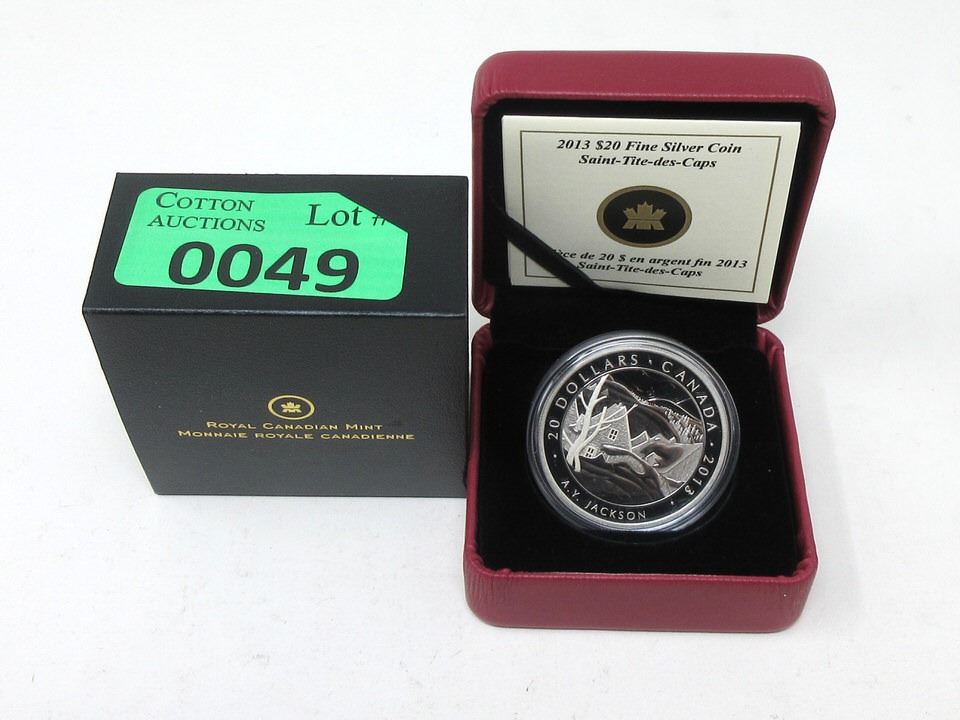 COTTON
AUCTIONS
Lot #
0049
ROYAL CANADIAN MINT
MONNAIE ROYALE CANADIENNE
2013 $20 Fine Silver Coin
Saint-Tite-des-Caps
de 20 $ en argent fin 2013
Saint-Tite-des-Caps
20 DOLLARS · CANADA · 2013 ·
A.Y. JACKSON